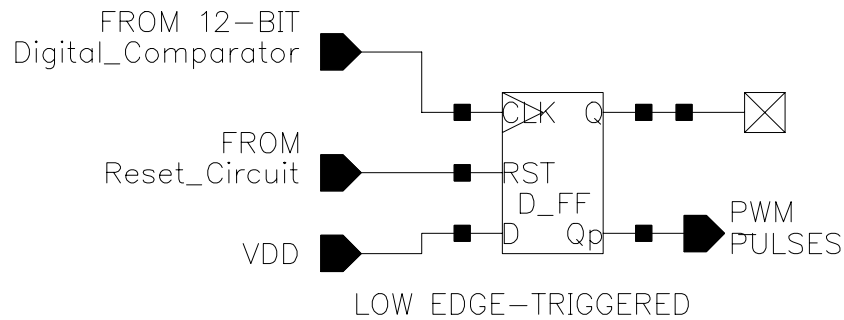 FROM 12-BIT
Digital_Comparator
CLK
Q
FROM
Reset_Circuit
RST
D_FF
VDD
D
Qp
PWM
PULSES
LOW EDGE-TRIGGERED